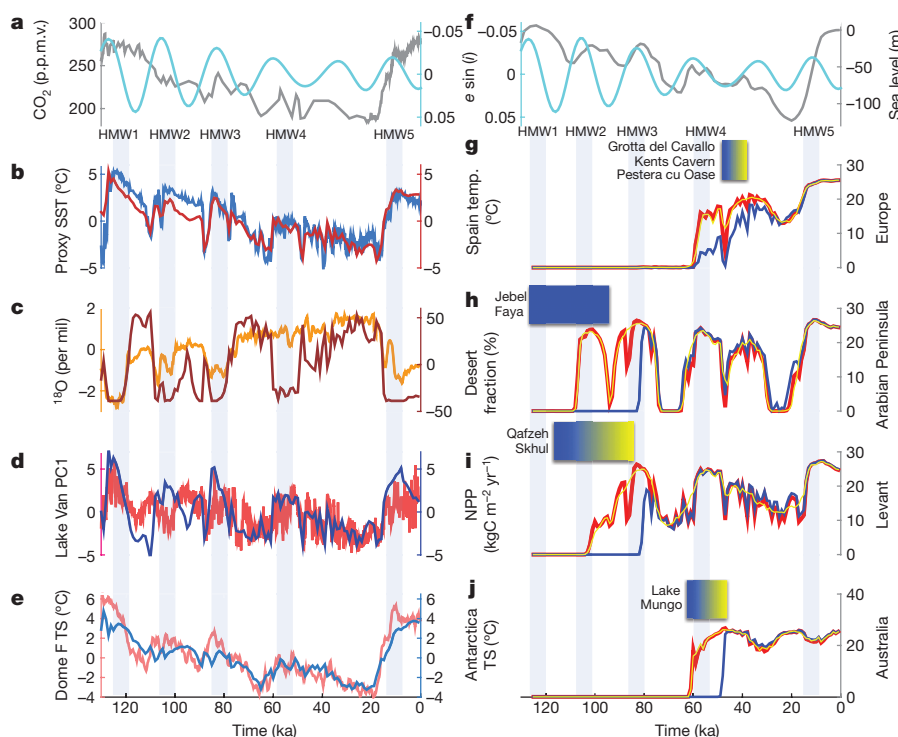 a
CO2 (p.p.m.v.)
300
250
200
-0.05
0
0.05
HMW1 HMW2 HMW3 HMW4 HMW5
b
Proxy SST (°C)
5
0
-5
5
0
-5
c
18O (per mil)
2
0
-2
50
0
-50
d
Lake Van PC1
5
0
-5
5
0
-5
e
Dome F TS (°C)
6
4
2
0
-2
-4
6
4
2
0
-2
-4
120 100 80 60 40 20 0
Time (ka)
f
e sin (i)
-0.05
0
0.05
0
-50
-100
Sea level (m)
HMW1 HMW2 HMW3 HMW4 HMW5
g
Grotta del Cavallo
Kents Cavern
Pestera cu Oase
Spain temp.
(°C)
30
20
10
0
Europe
h
Jebel
Faya
Desert
fraction (%)
30
20
10
0
Arabian Peninsula
i
Qafzeh
Skhul
NPP
(kgC m−2 yr−1)
30
20
10
0
Levant
j
Lake
Mungo
Antarctica
TS (°C)
40
20
0
Australia
120 100 80 60 40 20 0
Time (ka)